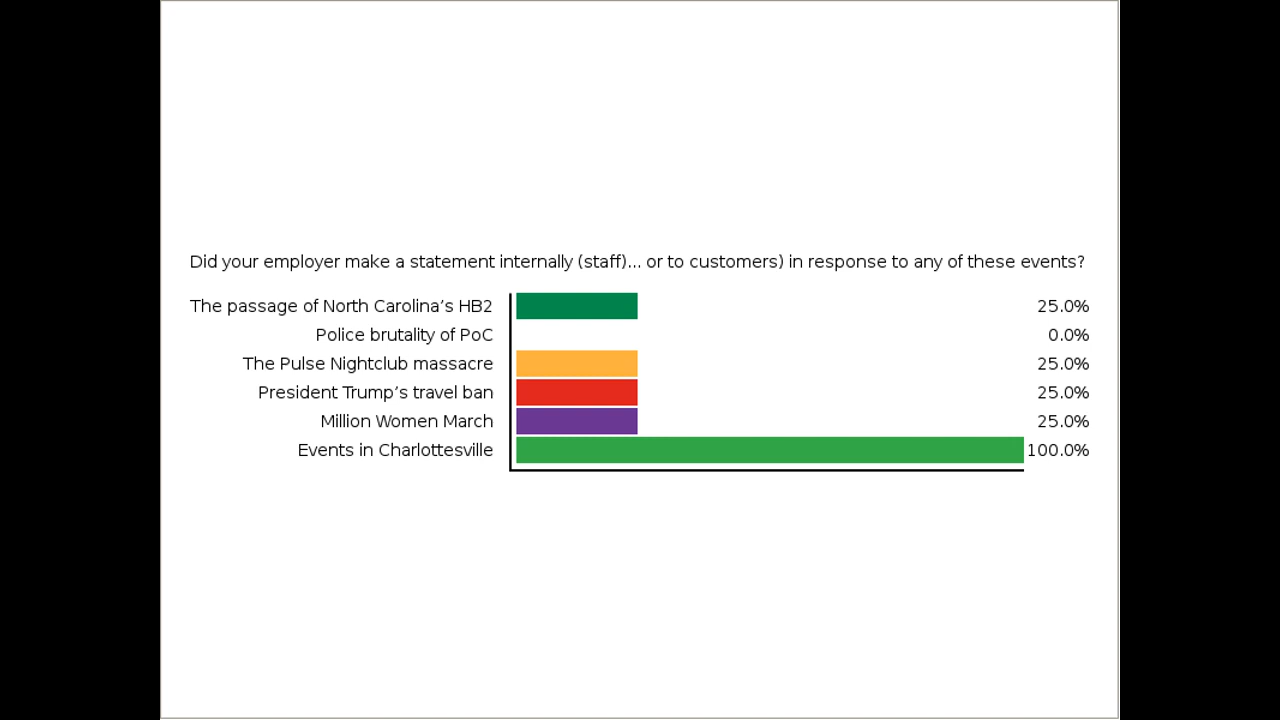 Did your employer make a statement internally (staff)... or to customers) in response to any of these events?
The passage of North Carolina’s HB2 25.0%
Police brutality of PoC 0.0%
The Pulse Nightclub massacre 25.0%
President Trump’s travel ban 25.0%
Million Women March 25.0%
Events in Charlottesville 100.0%